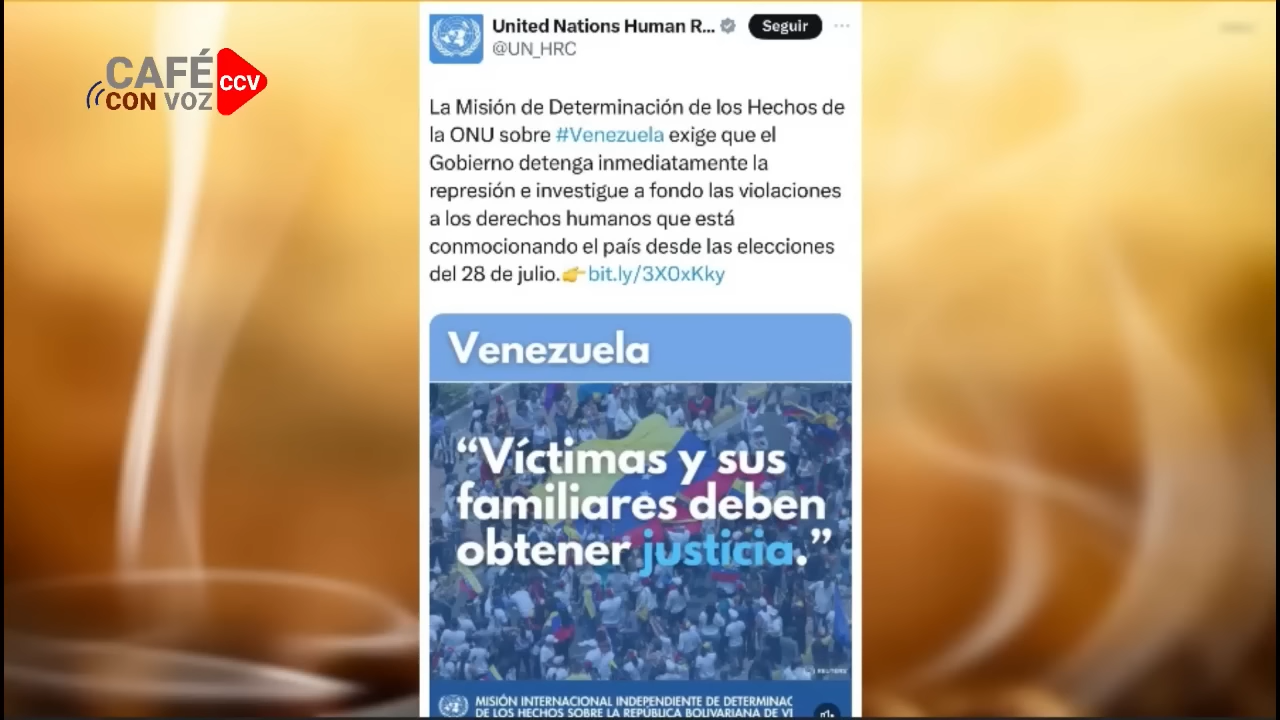 CAFÉ
CON VOZ
CCV
United Nations Human R...
Seguir
@UN_HRC
La Misión de Determinación de los Hechos de
la ONU sobre #Venezuela exige que el
Gobierno detenga inmediatamente la
represión e investigue a fondo las violaciones
a los derechos humanos que está
conmocionando el país desde las elecciones
del 28 de julio.👉bit.ly/3X0xKky
Venezuela
“Víctimas y sus
familiares deben
obtener justicia.”
REUTERS
MISIÓN INTERNACIONAL INDEPENDIENTE DE DETERMINAC
DE LOS HECHOS SOBRE LA REPÚBLICA BOLIVARIANA DE VE